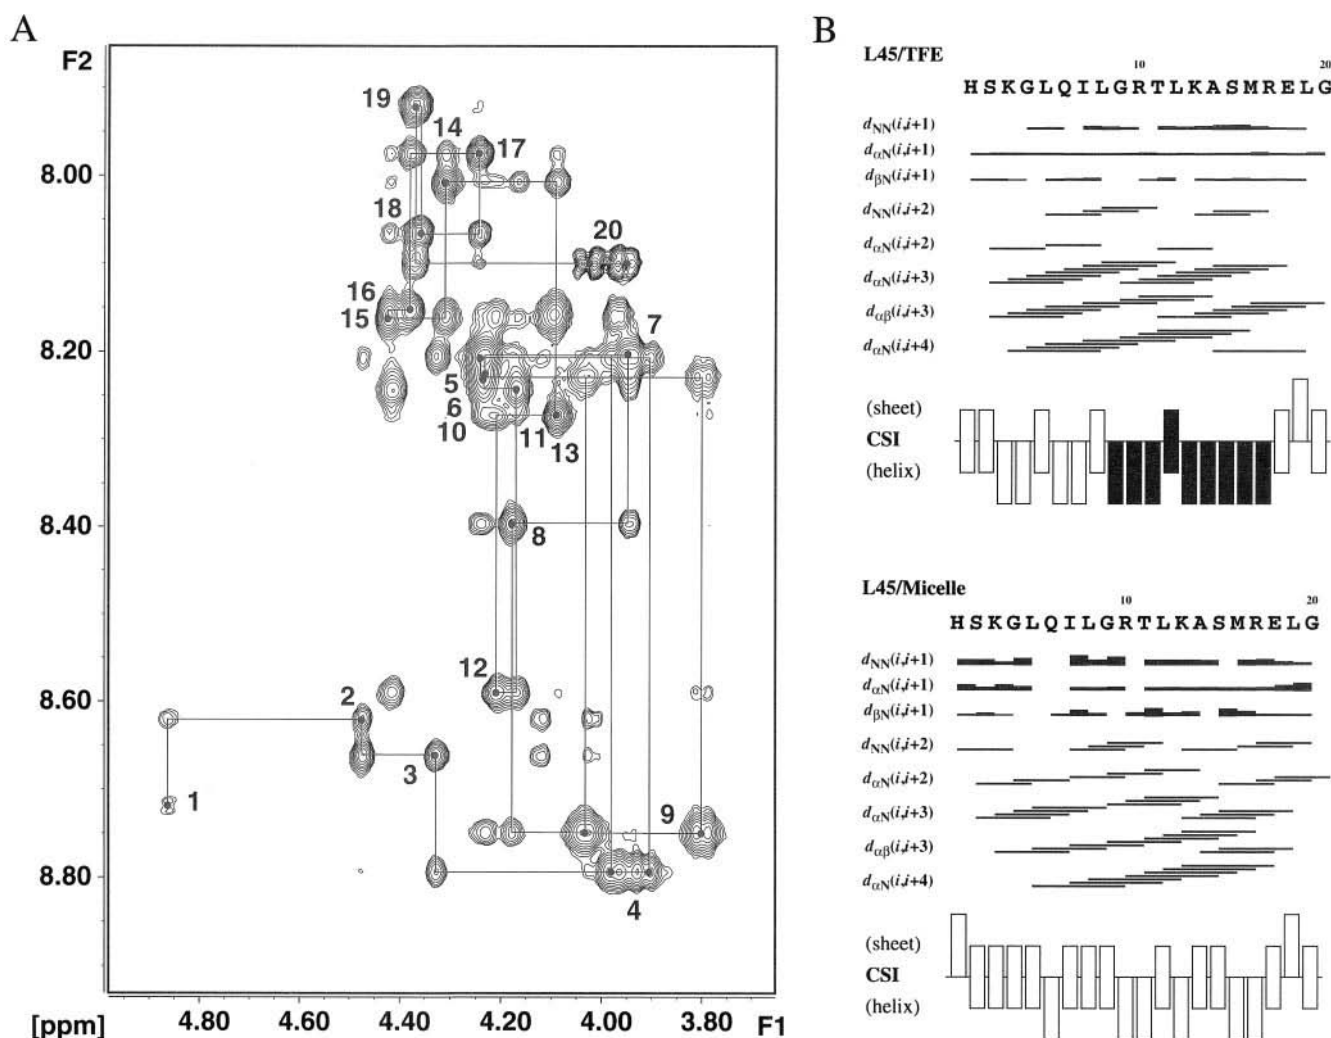 A
F2
8.00
8.20
8.40
8.60
8.80
[ppm]
4.80
4.60
4.40
4.20
4.00
3.80
F1
19
14
17
18
20
16
15
7
5
6
10
11
13
8
12
2
3
1
9
4
B
L45/TFE
10
20
HSKGLQILGRTLKASMRELG
dNN(i,i+1)
dαN(i,i+1)
dβN(i,i+1)
dNN(i,i+2)
dαN(i,i+2)
dαN(i,i+3)
dαβ(i,i+3)
dαN(i,i+4)
(sheet)
CSI
(helix)
L45/Micelle
10
20
HSKGLQILGRTLKASMRELG
dNN(i,i+1)
dαN(i,i+1)
dβN(i,i+1)
dNN(i,i+2)
dαN(i,i+2)
dαN(i,i+3)
dαβ(i,i+3)
dαN(i,i+4)
(sheet)
CSI
(helix)